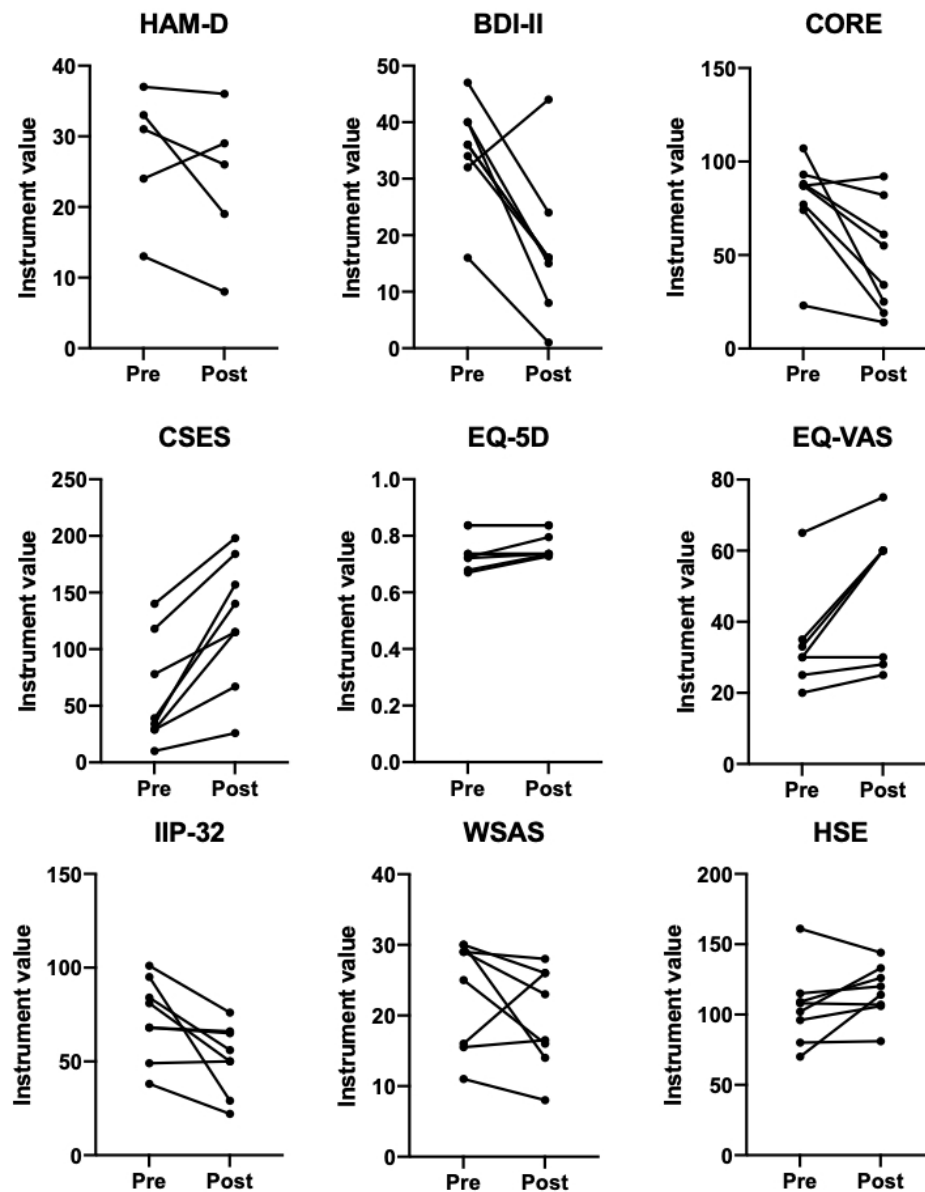 HAM-D
Instrument value
40
30
20
10
0
Pre Post
BDI-II
Instrument value
50
40
30
20
10
0
Pre Post
CORE
Instrument value
150
100
50
0
Pre Post
CSES
Instrument value
250
200
150
100
50
0
Pre Post
EQ-5D
Instrument value
1.0
0.8
0.6
0.4
0.2
0.0
Pre Post
EQ-VAS
Instrument value
80
60
40
20
0
Pre Post
IIP-32
Instrument value
150
100
50
0
Pre Post
WSAS
Instrument value
40
30
20
10
0
Pre Post
HSE
Instrument value
200
150
100
50
0
Pre Post